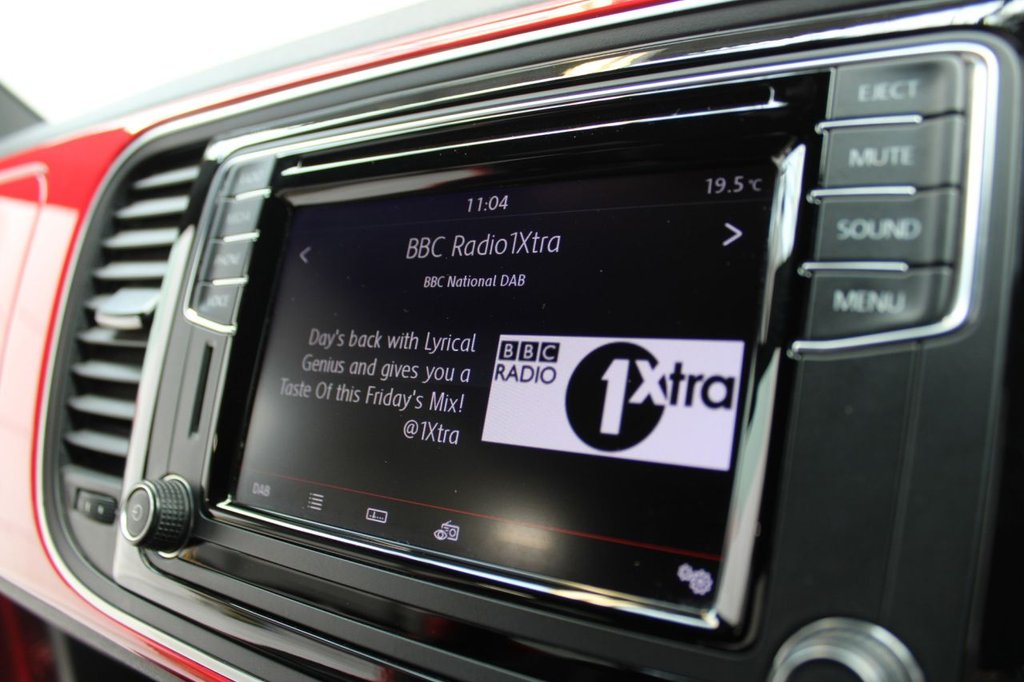 EJECT
MUTE
SOUND
MENU
11:04
19.5°C
BBC Radio1Xtra
BBC National DAB
Day's back with Lyrical
Genius and gives you a
Taste Of this Friday's Mix!
@1Xtra
BBC
RADIO
1Xtra
DAB
VOICE